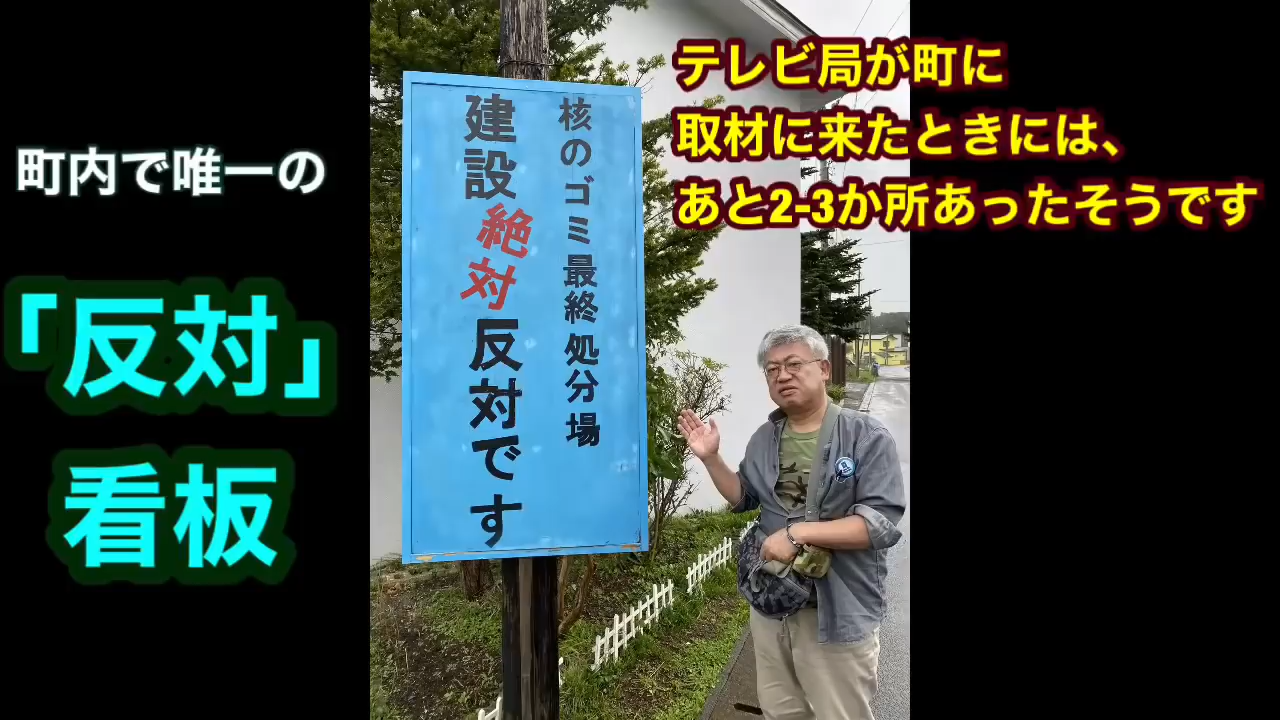 町内で唯一の
「反対」
看板
核のゴミ最終処分場
建設絶対反対です
テレビ局が町に
取材に来たときには、
あと2-3か所あったそうです